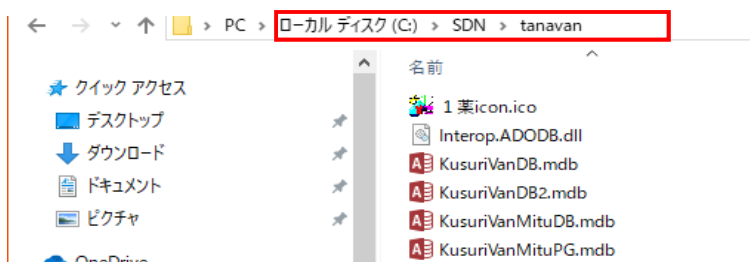 PC > ローカル ディスク (C:) > SDN > tanavan
クイック アクセス
デスクトップ
ダウンロード
ドキュメント
ピクチャ
OneDrive
名前
1 薬icon.ico
Interop.ADODB.dll
KusuriVanDB.mdb
KusuriVanDB2.mdb
KusuriVanMituDB.mdb
KusuriVanMituPG.mdb